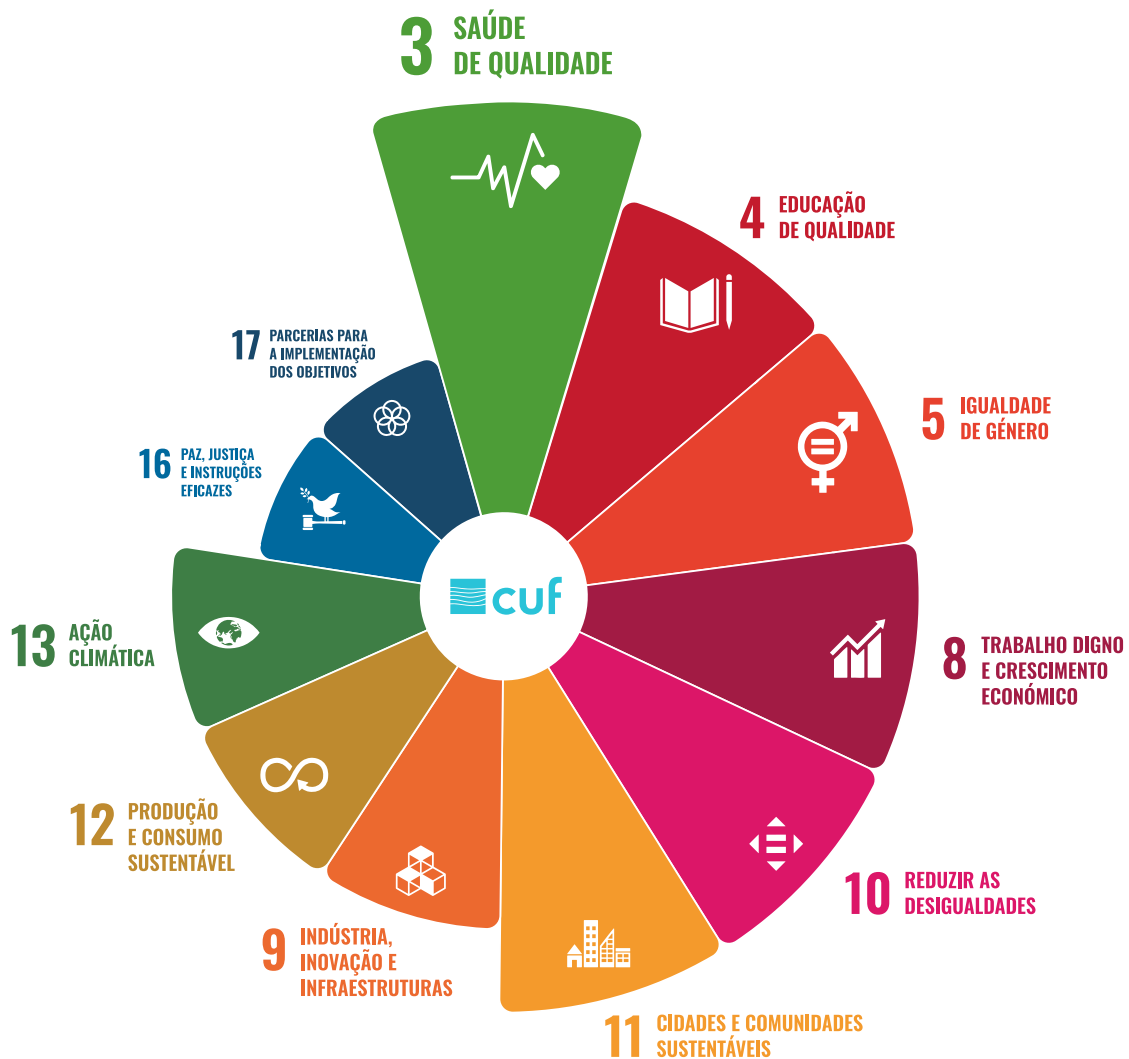 3 SAÚDE
DE QUALIDADE
4 EDUCAÇÃO
DE QUALIDADE
5 IGUALDADE
DE GÉNERO
8 TRABALHO DIGNO
E CRESCIMENTO
ECONÓMICO
10 REDUZIR AS
DESIGUALDADES
11 CIDADES E COMUNIDADES
SUSTENTÁVEIS
9 INDÚSTRIA,
INOVAÇÃO E
INFRAESTRUTURAS
12 PRODUÇÃO
E CONSUMO
SUSTENTÁVEL
13 AÇÃO
CLIMÁTICA
16 PAZ, JUSTIÇA
E INSTRUÇÕES
EFICAZES
17 PARCERIAS PARA
A IMPLEMENTAÇÃO
DOS OBJETIVOS
cuf